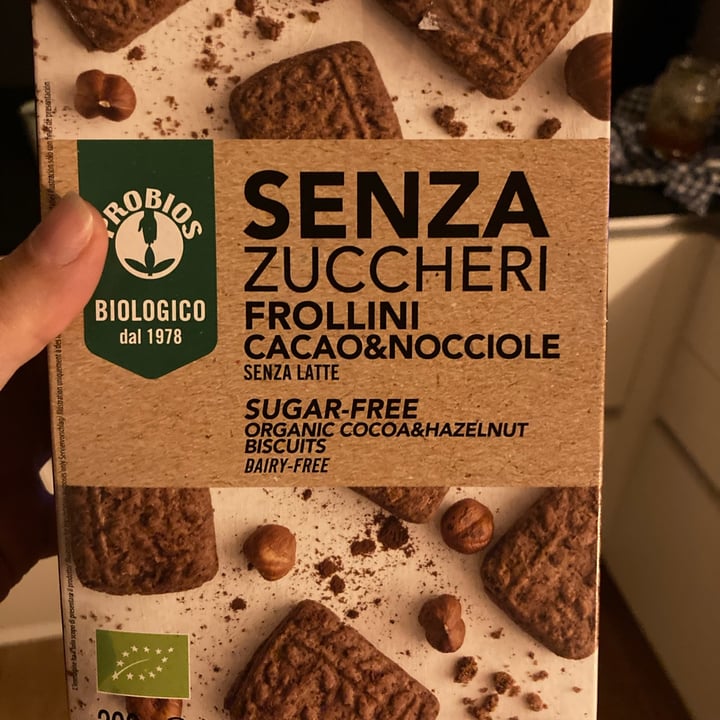 PROBIOS
BIOLOGICO
dal 1978
SENZA
ZUCCHERI
FROLLINI
CACAO&NOCCIOLE
SENZA LATTE
SUGAR-FREE
ORGANIC COCOA&HAZELNUT
BISCUITS
DAIRY-FREE